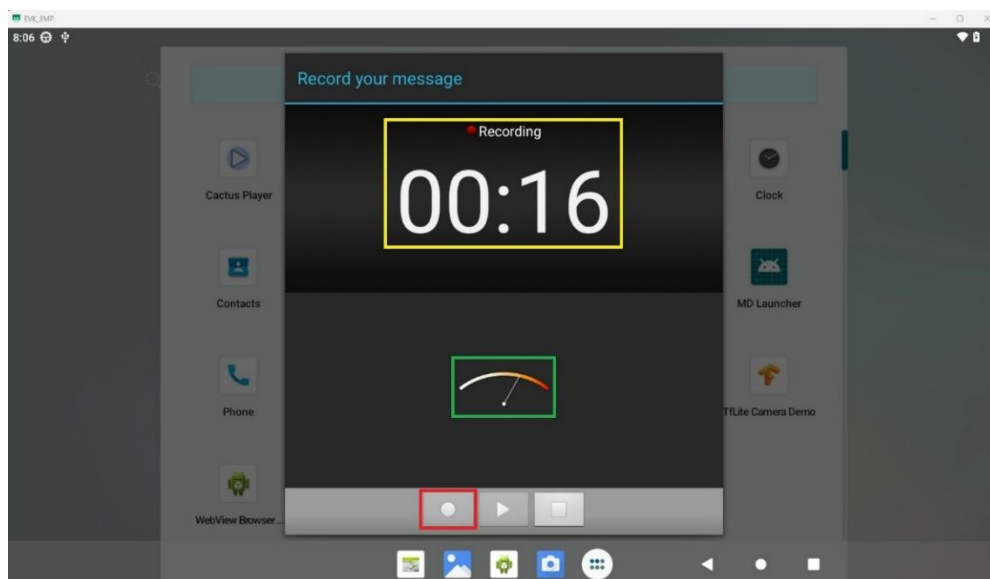 EVK_8MP
8:06
Record your message
Recording
00:16
Cactus Player
Clock
Contacts
MD Launcher
Phone
TfLite Camera Demo
WebView Browser ...